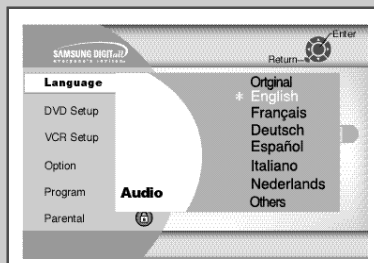 Enter
SAMSUNG DIGITall
everyone's invited
Return
Language
DVD Setup
VCR Setup
Option
Program
Parental
Audio
Ortginal
* English
Français
Deutsch
Español
Italiano
Nederlands
Others